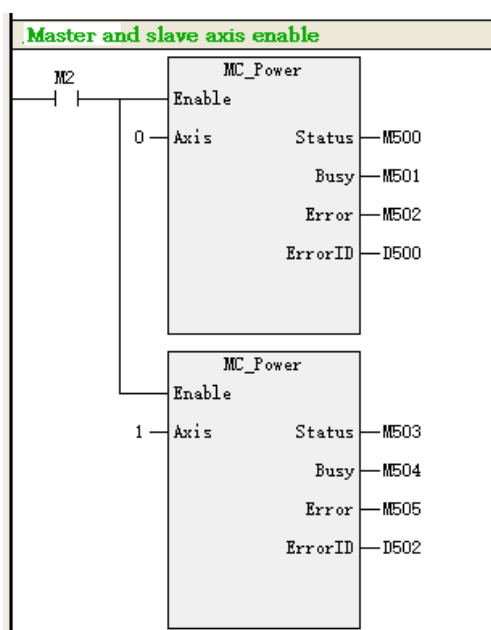 Master and slave axis enable
M2
MC_Power
Enable
0 Axis Status M500
Busy M501
Error M502
ErrorID D500
MC_Power
Enable
1 Axis Status M503
Busy M504
Error M505
ErrorID D502